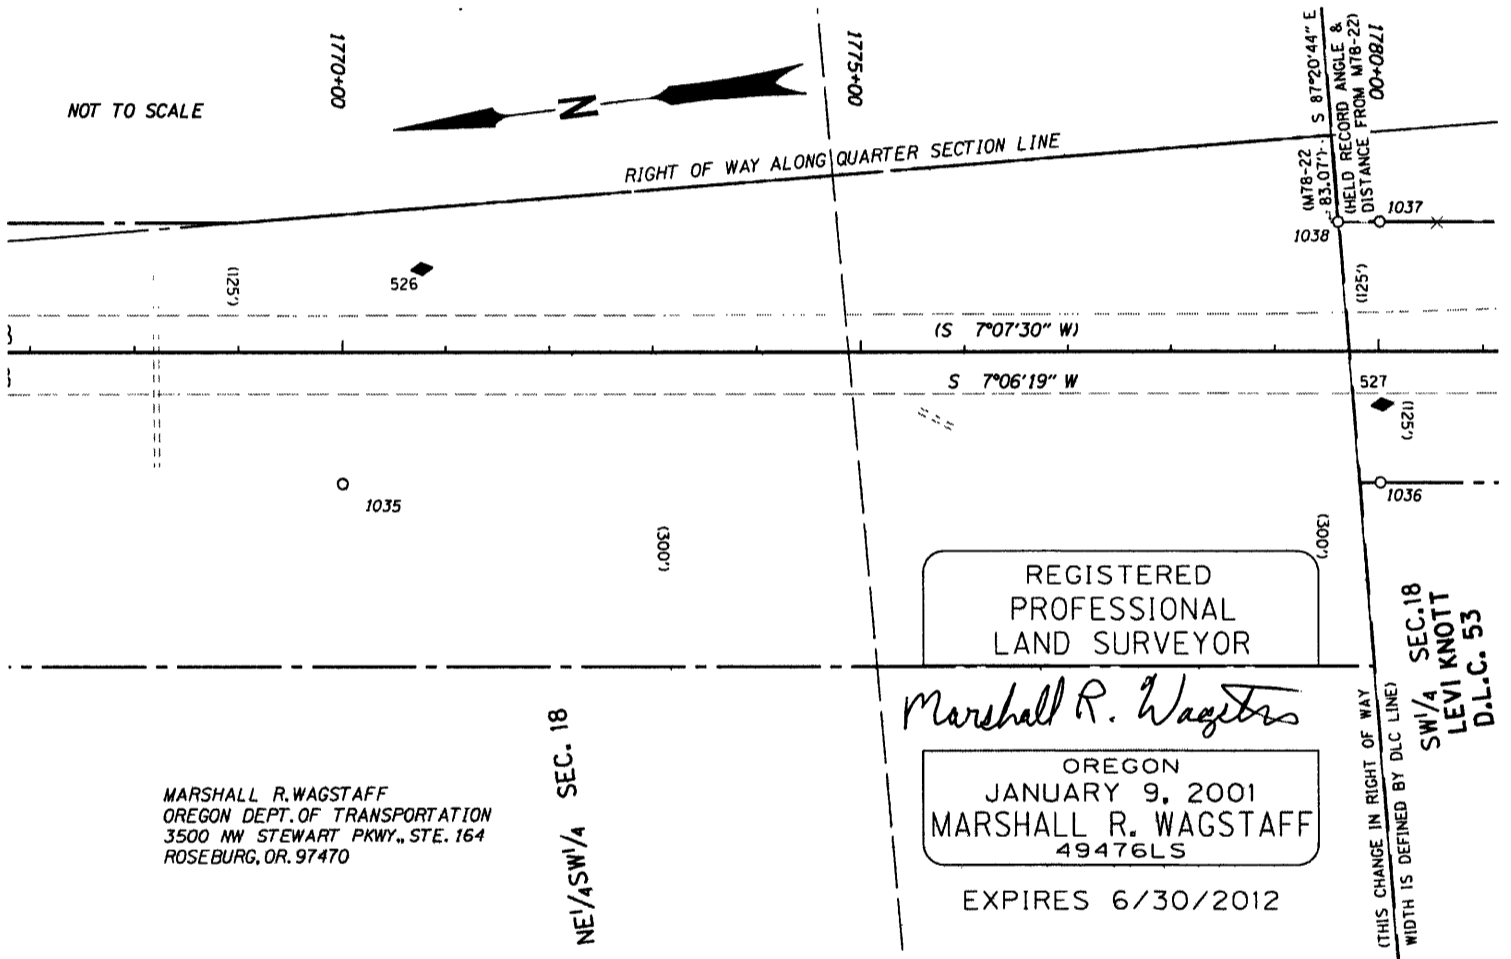 1770+00
1775+00
1778+00
NOT TO SCALE
N
RIGHT OF WAY ALONG QUARTER SECTION LINE
(M78-22 S 87°20'44" E
83.07')
(HELD RECORD ANGLE &
DISTANCE FROM M78-22)
1037
1038
(125')
526
(125')
(S 7°07'30" W)
S 7°06'19" W
527
(125')
1035
1036
(300')
(300')
REGISTERED
PROFESSIONAL
LAND SURVEYOR
Marshall R. Wagstaff
OREGON
JANUARY 9, 2001
MARSHALL R. WAGSTAFF
49476LS
EXPIRES 6/30/2012
MARSHALL R. WAGSTAFF
OREGON DEPT. OF TRANSPORTATION
3500 NW STEWART PKWY., STE. 164
ROSEBURG, OR. 97470
NE1/4SW1/4 SEC. 18
SW1/4 SEC.18
LEVI KNOTT
D.L.C. 53
(THIS CHANGE IN RIGHT OF WAY
WIDTH IS DEFINED BY DLC LINE)